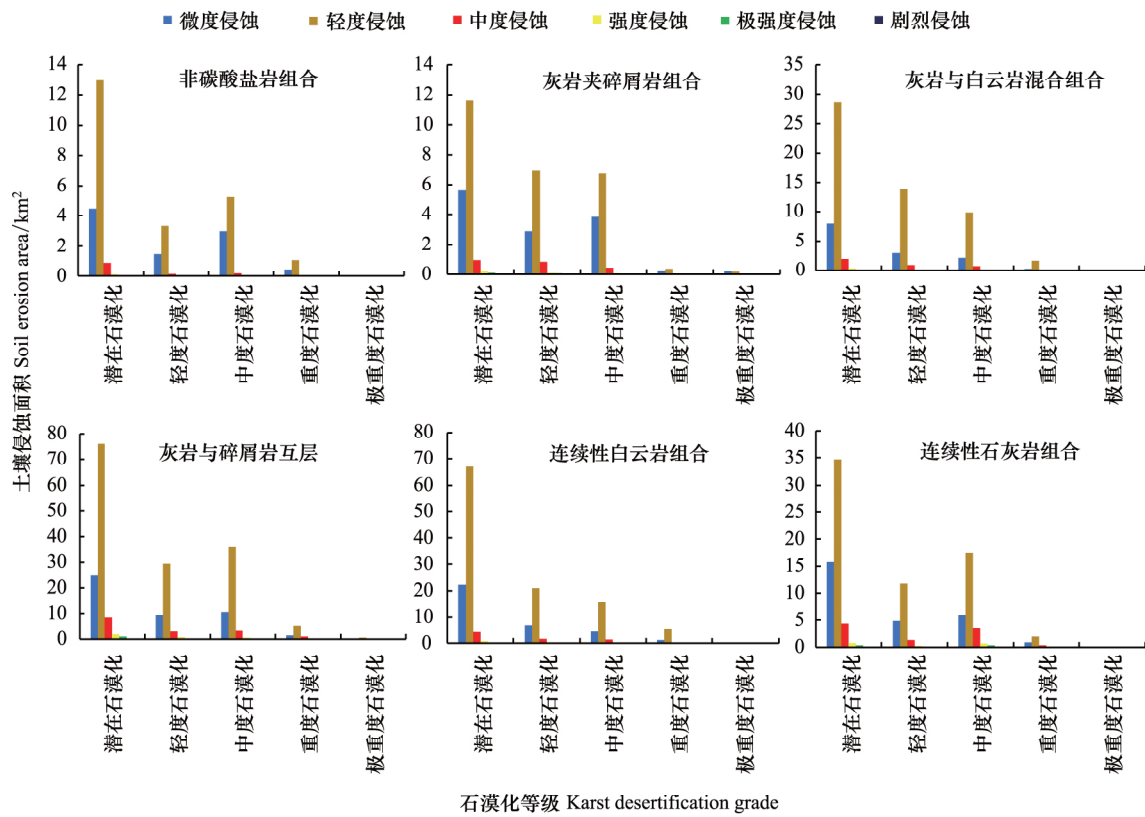 微度侵蚀 轻度侵蚀 中度侵蚀 强度侵蚀 极强度侵蚀 剧烈侵蚀
土壤侵蚀面积 Soil erosion area/km²
非碳酸盐岩组合
14
12
10
8
6
4
2
0
潜在石漠化
轻度石漠化
中度石漠化
重度石漠化
极重度石漠化
灰岩夹碎屑岩组合
14
12
10
8
6
4
2
0
潜在石漠化
轻度石漠化
中度石漠化
重度石漠化
极重度石漠化
灰岩与白云岩混合组合
35
30
25
20
15
10
5
0
潜在石漠化
轻度石漠化
中度石漠化
重度石漠化
极重度石漠化
灰岩与碎屑岩互层
80
70
60
50
40
30
20
10
0
潜在石漠化
轻度石漠化
中度石漠化
重度石漠化
极重度石漠化
连续性白云岩组合
80
70
60
50
40
30
20
10
0
潜在石漠化
轻度石漠化
中度石漠化
重度石漠化
极重度石漠化
连续性石灰岩组合
40
35
30
25
20
15
10
5
0
潜在石漠化
轻度石漠化
中度石漠化
重度石漠化
极重度石漠化
石漠化等级 Karst desertification grade